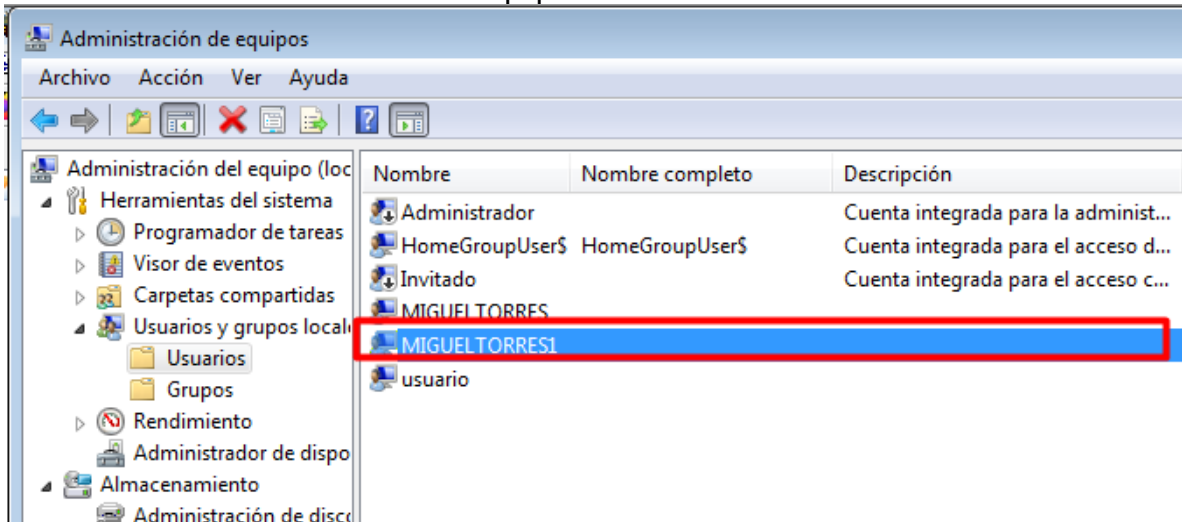 Administración de equipos
Archivo Acción Ver Ayuda
Administración del equipo (loc
Herramientas del sistema
Programador de tareas
Visor de eventos
Carpetas compartidas
Usuarios y grupos local
Usuarios
Grupos
Rendimiento
Administrador de dispo
Almacenamiento
Administración de disco
Nombre Nombre completo Descripción
Administrador Cuenta integrada para la administ...
HomeGroupUser$ HomeGroupUser$ Cuenta integrada para el acceso d...
Invitado Cuenta integrada para el acceso c...
MIGUELTORRES
MIGUELTORRES1
usuario